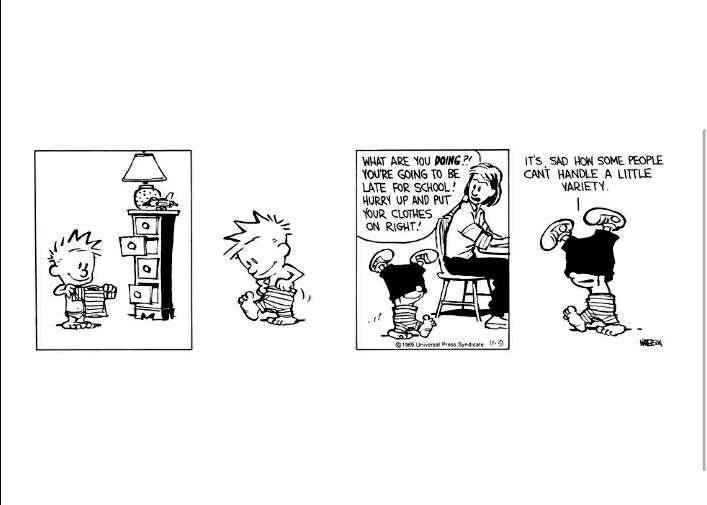 WHAT ARE YOU DOING?!
YOU'RE GOING TO BE
LATE FOR SCHOOL!
HURRY UP AND PUT
YOUR CLOTHES
ON RIGHT!
© 1989 Universal Press Syndicate 11-9
IT'S SAD HOW SOME PEOPLE
CAN'T HANDLE A LITTLE
VARIETY.
WATTERSON